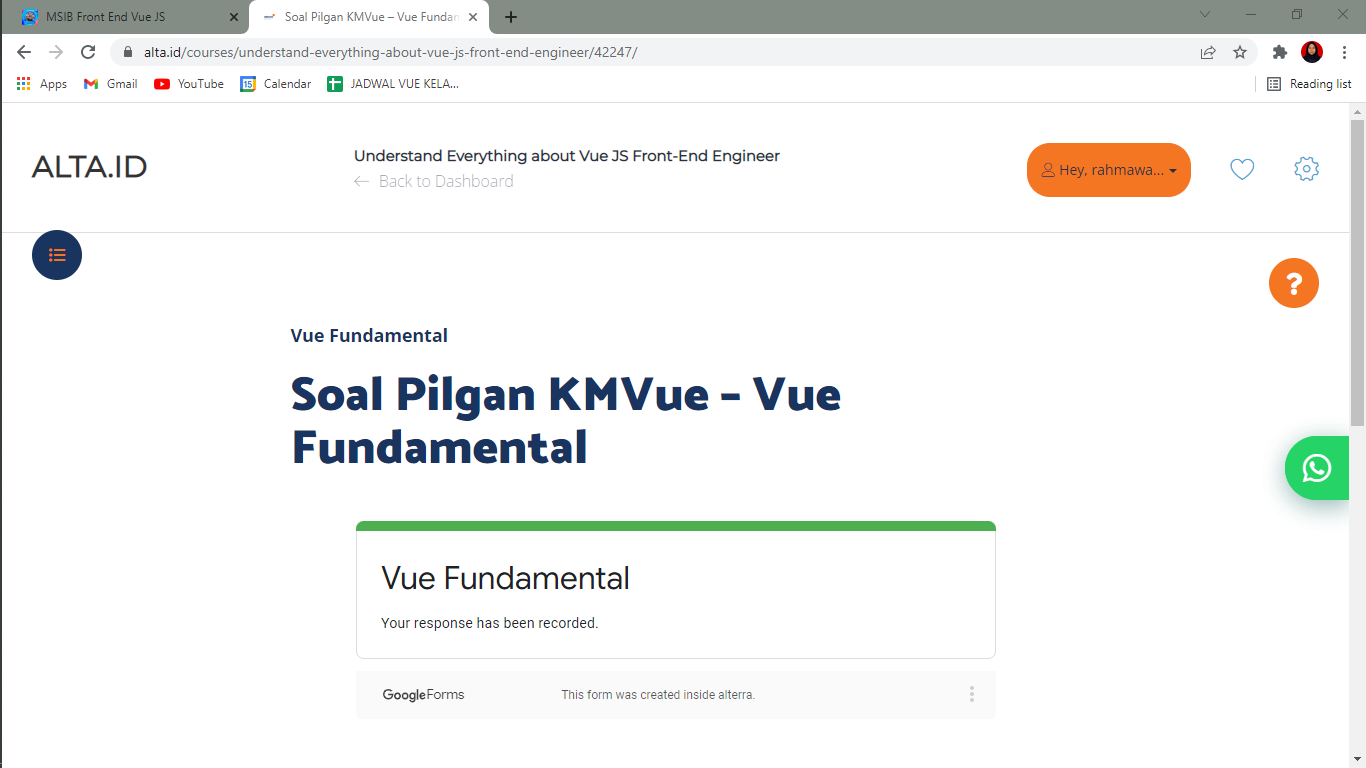 MSIB Front End Vue JS
Soal Pilgan KMVue – Vue Fundam
alta.id/courses/understand-everything-about-vue-js-front-end-engineer/42247/
Apps
Gmail
YouTube
15
Calendar
JADWAL VUE KELA...
Reading list
ALTA.ID
Understand Everything about Vue JS Front-End Engineer
← Back to Dashboard
Hey, rahmawa...
?
Vue Fundamental
Soal Pilgan KMVue – Vue
Fundamental
Vue Fundamental
Your response has been recorded.
Google Forms
This form was created inside alterra.